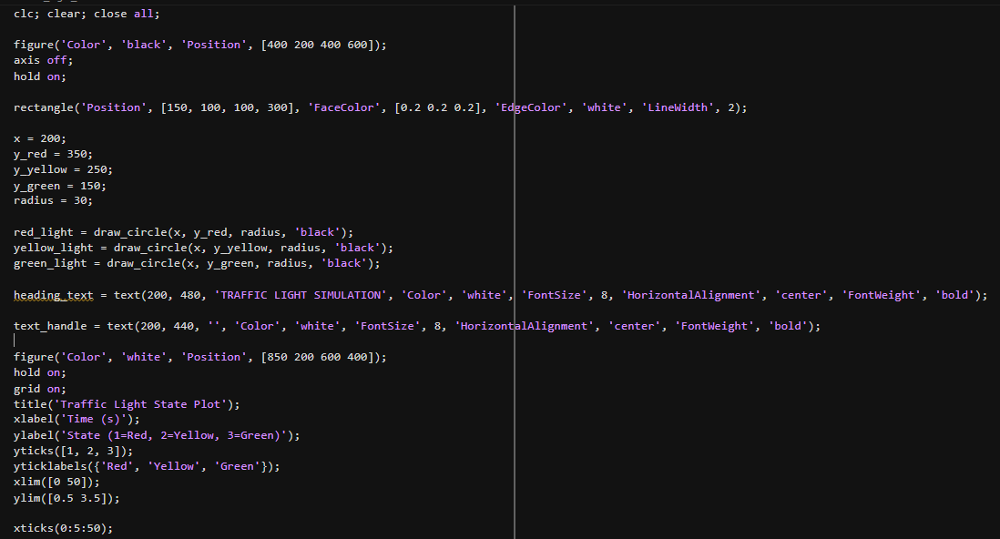 clc; clear; close all;
figure('Color', 'black', 'Position', [400 200 400 600]);
axis off;
hold on;
rectangle('Position', [150, 100, 100, 300], 'FaceColor', [0.2 0.2 0.2], 'EdgeColor', 'white', 'LineWidth', 2);
x = 200;
y_red = 350;
y_yellow = 250;
y_green = 150;
radius = 30;
red_light = draw_circle(x, y_red, radius, 'black');
yellow_light = draw_circle(x, y_yellow, radius, 'black');
green_light = draw_circle(x, y_green, radius, 'black');
heading_text = text(200, 480, 'TRAFFIC LIGHT SIMULATION', 'Color', 'white', 'FontSize', 8, 'HorizontalAlignment', 'center', 'FontWeight', 'bold');
text_handle = text(200, 440, '', 'Color', 'white', 'FontSize', 8, 'HorizontalAlignment', 'center', 'FontWeight', 'bold');
figure('Color', 'white', 'Position', [850 200 600 400]);
hold on;
grid on;
title('Traffic Light State Plot');
xlabel('Time (s)');
ylabel('State (1=Red, 2=Yellow, 3=Green)');
yticks([1, 2, 3]);
yticklabels({'Red', 'Yellow', 'Green'});
xlim([0 50]);
ylim([0.5 3.5]);
xticks(0:5:50);